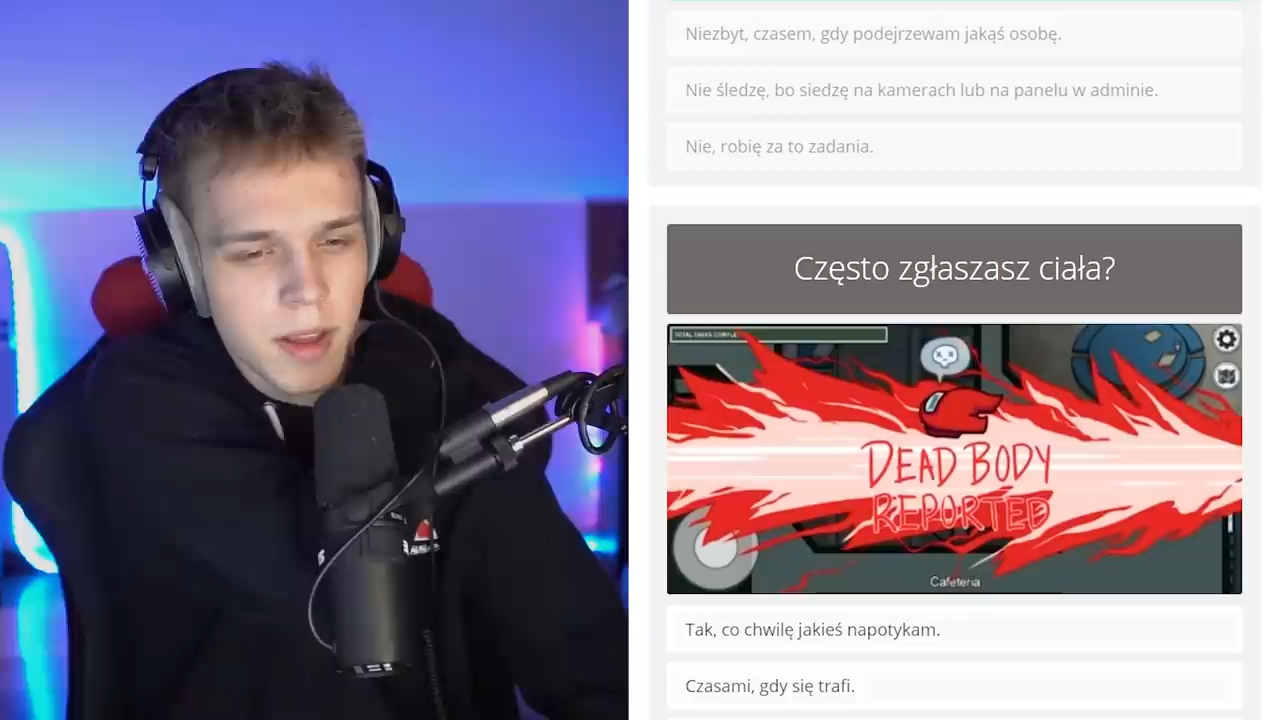 Niezbyt, czasem, gdy podejrzewam jakąś osobę.
Nie śledzę, bo siedzę na kamerach lub na panelu w adminie.
Nie, robię za to zadania.
Często zgłaszasz ciała?
DEAD BODY
REPORTED
Cafeteria
Tak, co chwilę jakieś napotykam.
Czasami, gdy się trafi.